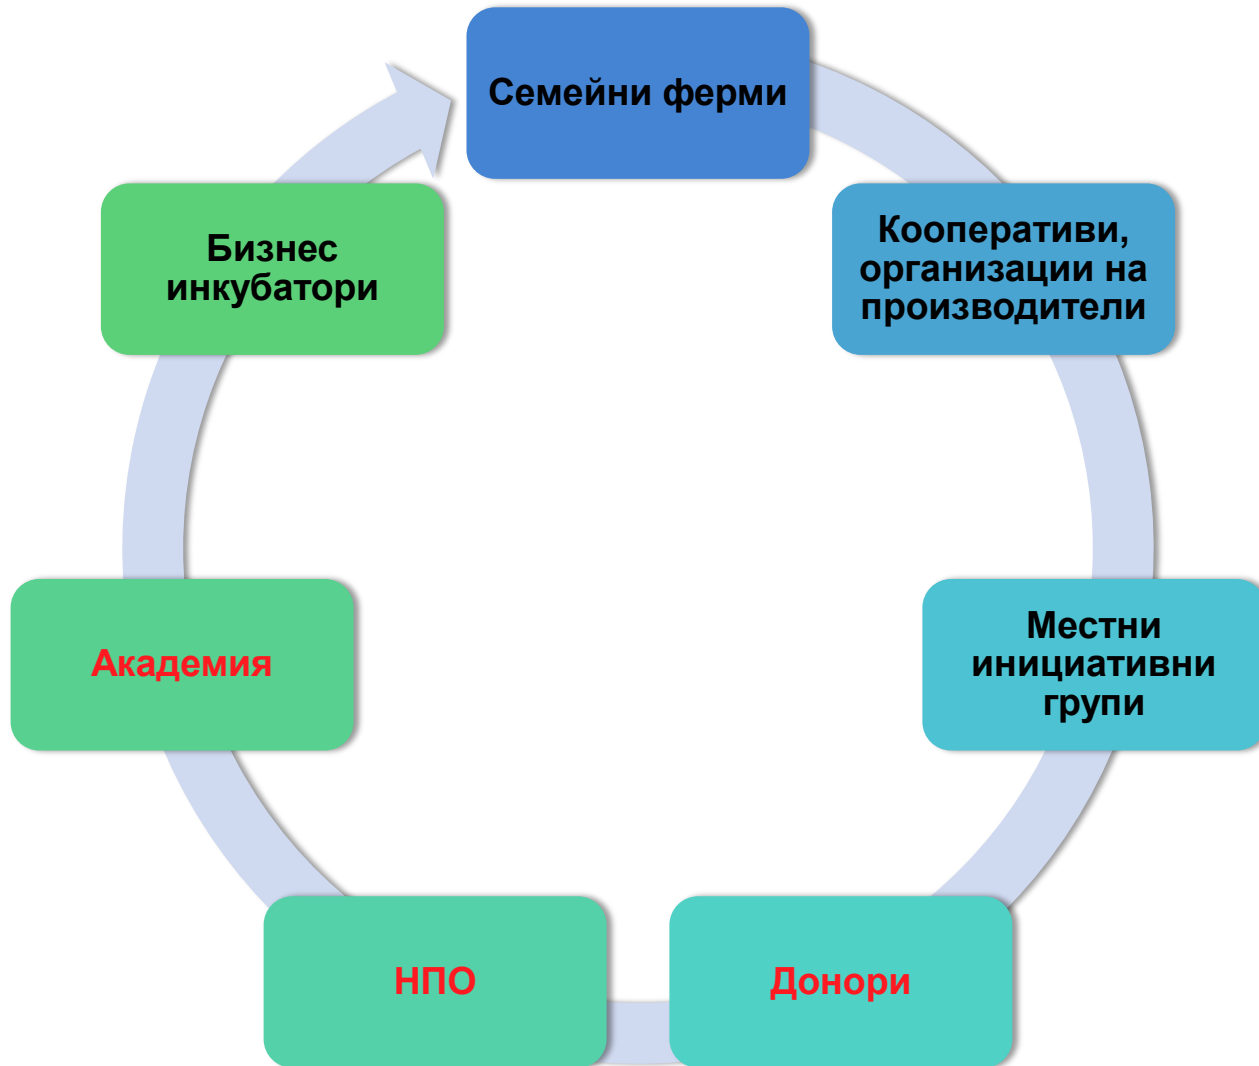 Семейни ферми
Кооперативи,
организации на
производители
Местни
инициативни
групи
Донори
НПО
Академия
Бизнес
инкубатори